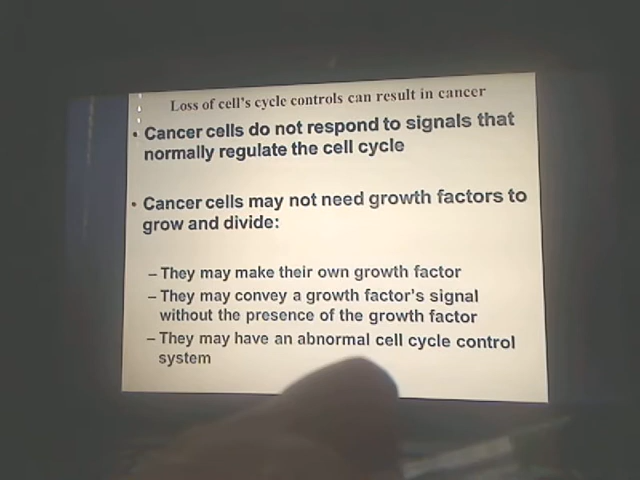 Loss of cell's cycle controls can result in cancer
• Cancer cells do not respond to signals that
normally regulate the cell cycle
• Cancer cells may not need growth factors to
grow and divide:
– They may make their own growth factor
– They may convey a growth factor's signal
without the presence of the growth factor
– They may have an abnormal cell cycle control
system